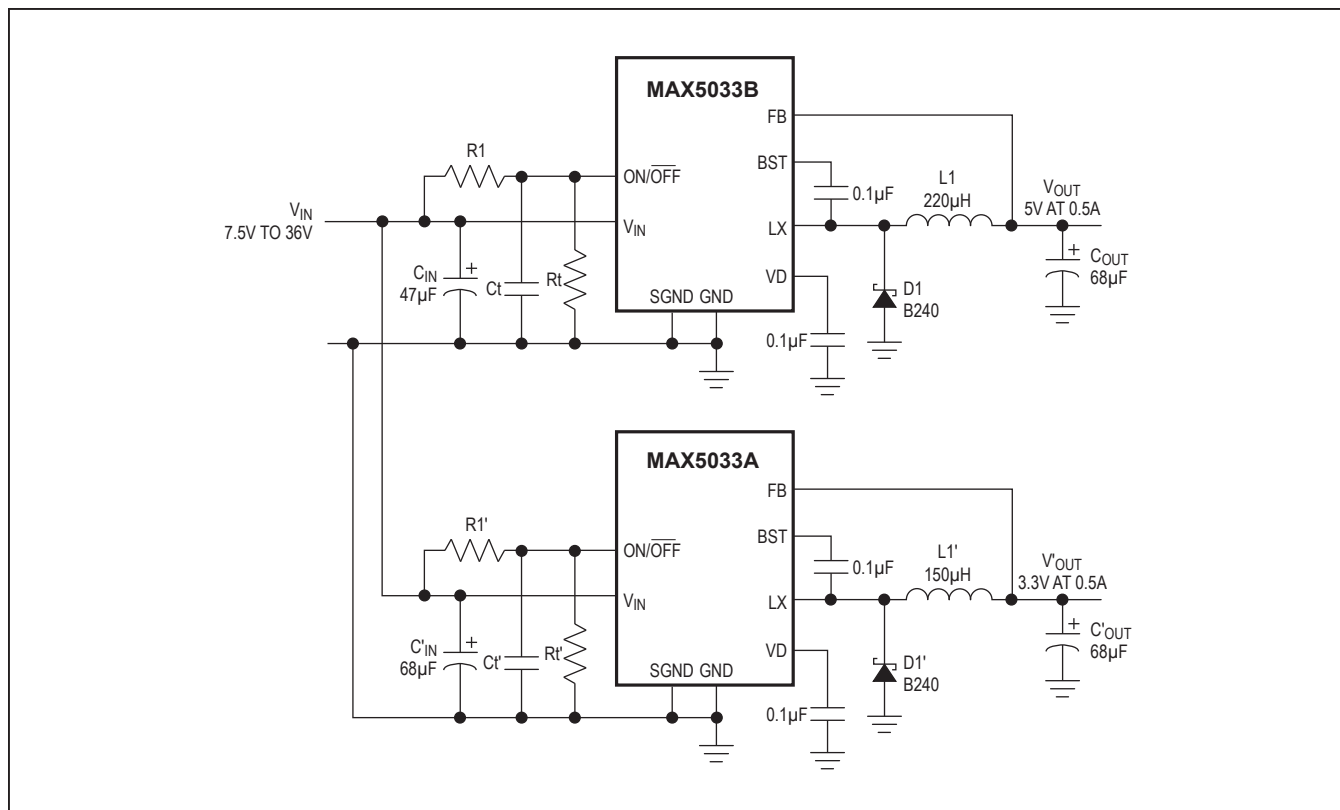 MAX5033B
FB
R1
BST
ON/OFF
0.1µF
L1
220µH
VOUT
5V AT 0.5A
VIN
7.5V TO 36V
VIN
LX
CIN
47µF
+
Ct
Rt
VD
COUT
68µF
+
SGND GND
D1
B240
0.1µF
MAX5033A
FB
R1'
BST
ON/OFF
0.1µF
L1'
150µH
V'OUT
3.3V AT 0.5A
VIN
LX
C'IN
68µF
+
Ct'
Rt'
VD
C'OUT
68µF
+
SGND GND
D1'
B240
0.1µF